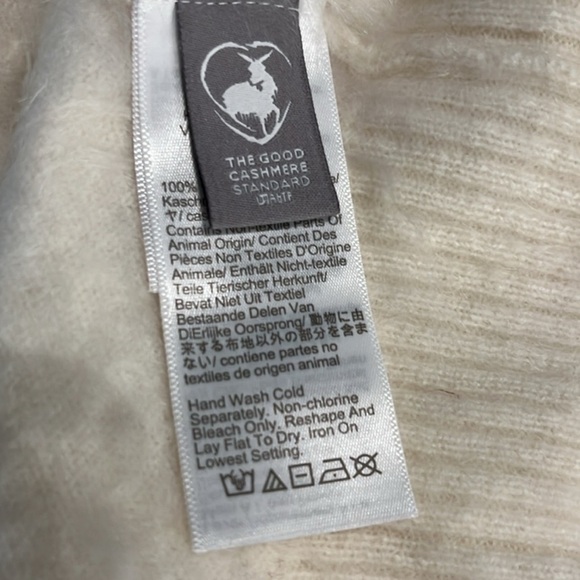 THE GOOD
CASHMERE
STANDARD
100%
Kasch
ヤ/ cas
Contains Non-textile Parts Of
Animal Origin/ Contient Des
Pièces Non Textiles D'Origine
Animale/ Enthält Nicht-textile
Teile Tierischer Herkunft/
Bevat Niet Uit Textiel
Bestaande Delen Van
DiErlijke Oorsprong/ 動物に由
来する布地以外の部分を含ま
ない/ contiene partes no
textiles de origen animal
Hand Wash Cold
Separately. Non-chlorine
Bleach Only. Reshape And
Lay Flat To Dry. Iron On
Lowest Setting.